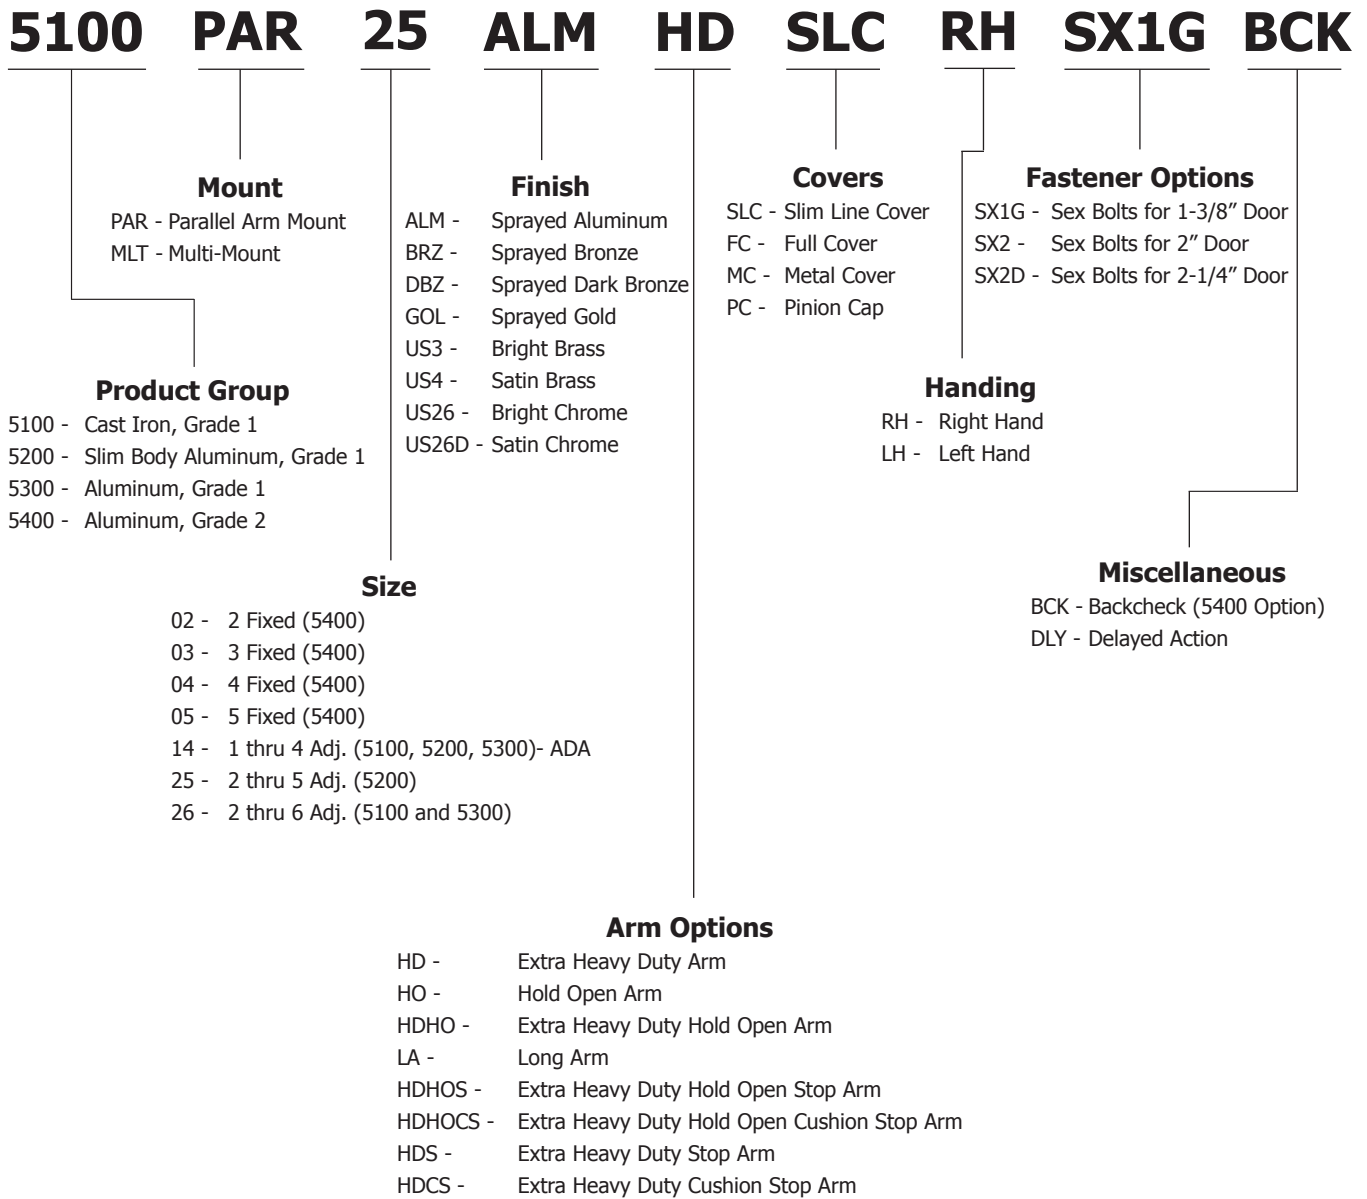 5100 PAR 25 ALM HD SLC RH SX1G BCK
Mount
PAR - Parallel Arm Mount
MLT - Multi-Mount
Finish
ALM - Sprayed Aluminum
BRZ - Sprayed Bronze
DBZ - Sprayed Dark Bronze
GOL - Sprayed Gold
US3 - Bright Brass
US4 - Satin Brass
US26 - Bright Chrome
US26D - Satin Chrome
Covers
SLC - Slim Line Cover
FC - Full Cover
MC - Metal Cover
PC - Pinion Cap
Fastener Options
SX1G - Sex Bolts for 1-3/8” Door
SX2 - Sex Bolts for 2” Door
SX2D - Sex Bolts for 2-1/4” Door
Product Group
5100 - Cast Iron, Grade 1
5200 - Slim Body Aluminum, Grade 1
5300 - Aluminum, Grade 1
5400 - Aluminum, Grade 2
Handing
RH - Right Hand
LH - Left Hand
Size
02 - 2 Fixed (5400)
03 - 3 Fixed (5400)
04 - 4 Fixed (5400)
05 - 5 Fixed (5400)
14 - 1 thru 4 Adj. (5100, 5200, 5300)- ADA
25 - 2 thru 5 Adj. (5200)
26 - 2 thru 6 Adj. (5100 and 5300)
Miscellaneous
BCK - Backcheck (5400 Option)
DLY - Delayed Action
Arm Options
HD - Extra Heavy Duty Arm
HO - Hold Open Arm
HDHO - Extra Heavy Duty Hold Open Arm
LA - Long Arm
HDHOS - Extra Heavy Duty Hold Open Stop Arm
HDHOCS - Extra Heavy Duty Hold Open Cushion Stop Arm
HDS - Extra Heavy Duty Stop Arm
HDCS - Extra Heavy Duty Cushion Stop Arm